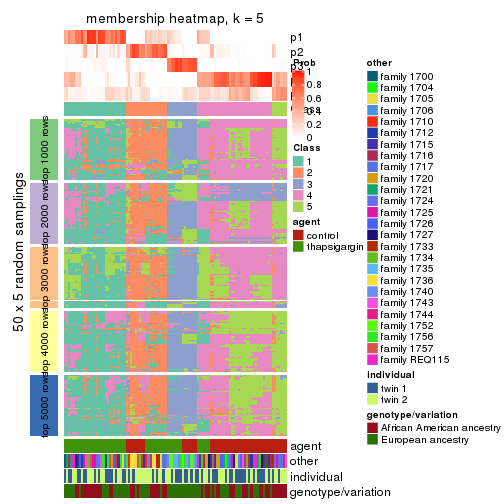 membership heatmap, k = 5
p1
p2
p3
Prob
1
0.8
0.6
0.4
0.2
0
Class
1
2
3
4
5
agent
control
thapsigargin
50 x 5 random samplings
top 1000 rows
top 2000 rows
top 3000 rows
top 4000 rows
top 5000 rows
agent
other
individual
genotype/variation
other
family 1700
family 1704
family 1705
family 1706
family 1710
family 1712
family 1715
family 1716
family 1717
family 1720
family 1721
family 1724
family 1725
family 1726
family 1727
family 1733
family 1734
family 1735
family 1736
family 1740
family 1743
family 1744
family 1752
family 1756
family 1757
family REQ115
individual
twin 1
twin 2
genotype/variation
African American ancestry
European ancestry